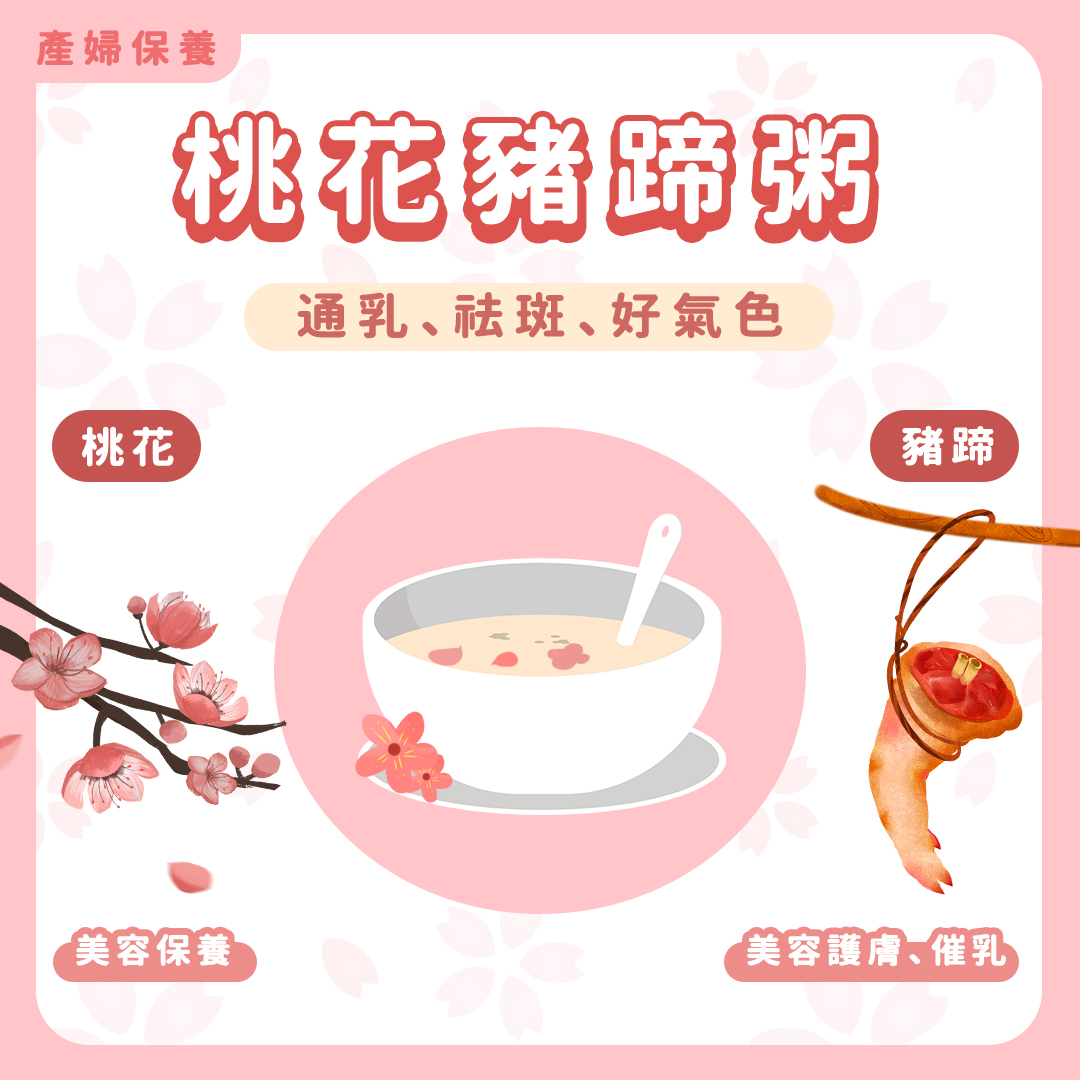 產婦保養
桃花豬蹄粥
通乳、祛斑、好氣色
桃花
豬蹄
美容保養
美容護膚、催乳